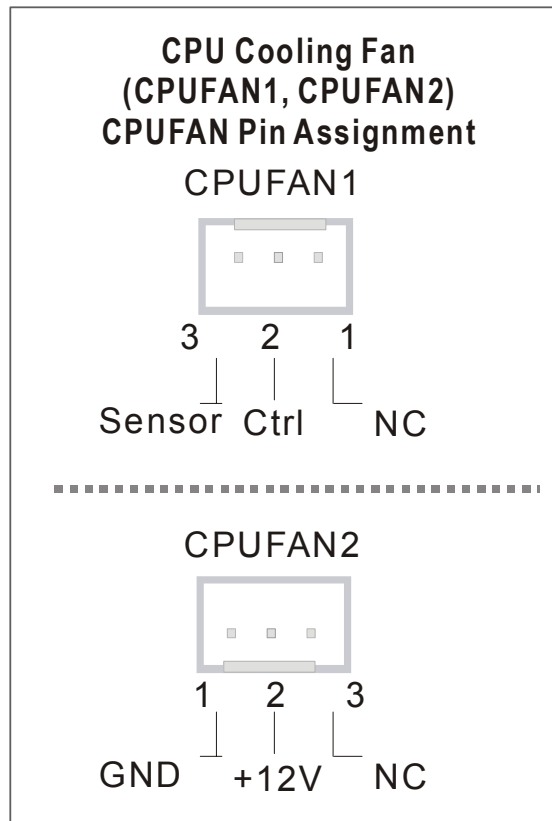 CPU Cooling Fan
(CPUFAN1, CPUFAN2)
CPUFAN Pin Assignment
CPUFAN1
3 2 1
Sensor Ctrl NC
CPUFAN2
1 2 3
GND +12V NC